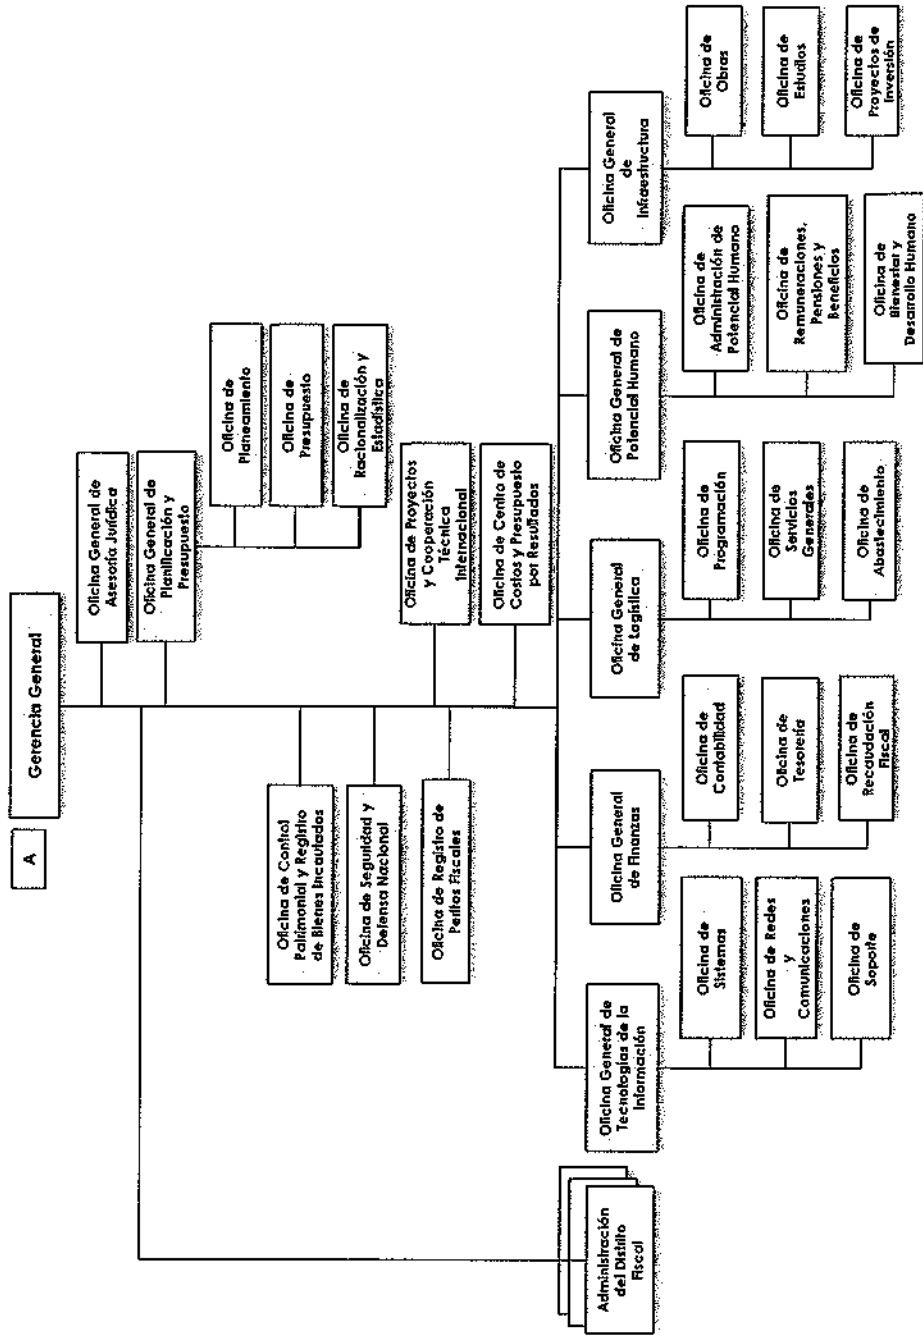 A
Gerencia General
Oficina General de
Asesoría Jurídica
Oficina General de
Planificación y
Presupuesto
Oficina de
Planeamiento
Oficina de
Presupuesto
Oficina de
Racionalización y
Estadística
Oficina de Control
Patrimonial y Registro
de Bienes Incautados
Oficina de Seguridad y
Defensa Nacional
Oficina de Registro de
Peritos Fiscales
Oficina de Proyectos
y Cooperación
Técnica
Internacional
Oficina de Centro de
Costos y Presupuesto
por Resultados
Administración
del Distrito
Fiscal
Oficina General de
Tecnologías de la
Información
Oficina de
Sistemas
Oficina de Redes
y
Comunicaciones
Oficina de
Soporte
Oficina General
de Finanzas
Oficina de
Contabilidad
Oficina de
Tesorería
Oficina de
Recaudación
Fiscal
Oficina General
de Logística
Oficina de
Programación
Oficina de
Servicios
Generales
Oficina de
Abastecimiento
Oficina General de
Potencial Humano
Oficina de
Administración de
Potencial Humano
Oficina de
Remuneraciones,
Pensiones y
Beneficios
Oficina de
Bienestar y
Desarrollo Humano
Oficina General
de
Infraestructura
Oficina de
Obras
Oficina de
Estudios
Oficina de
Proyectos de
Inversión